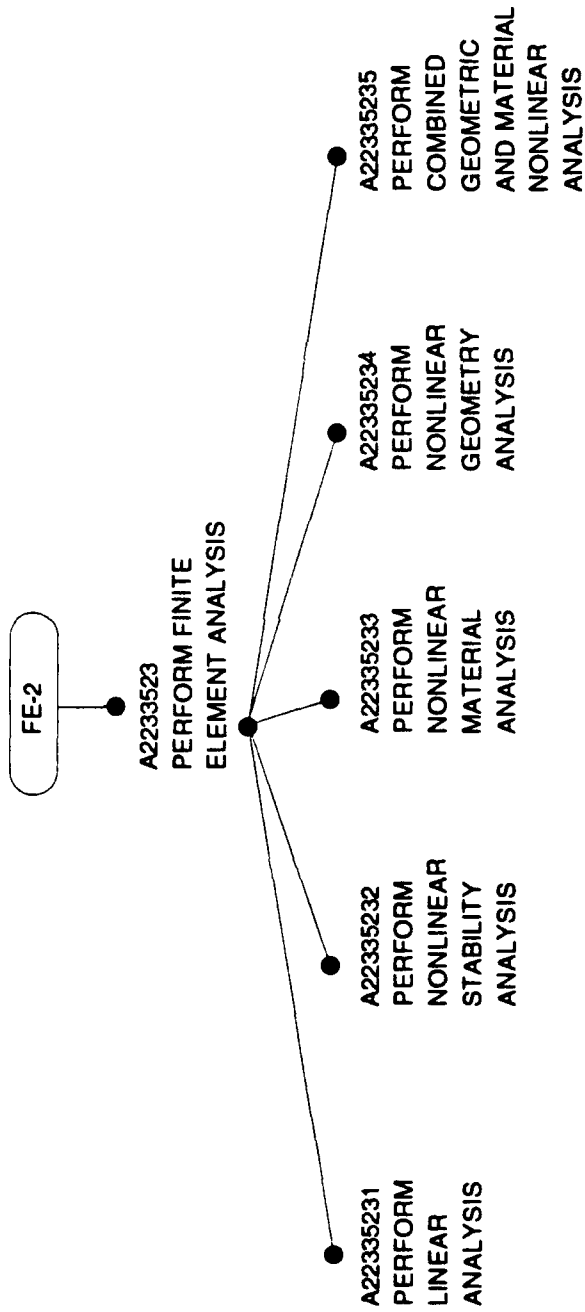 FE-2
A2233523
PERFORM FINITE
ELEMENT ANALYSIS
A22335231
PERFORM
LINEAR
ANALYSIS
A22335232
PERFORM
NONLINEAR
STABILITY
ANALYSIS
A22335233
PERFORM
NONLINEAR
MATERIAL
ANALYSIS
A22335234
PERFORM
NONLINEAR
GEOMETRY
ANALYSIS
A22335235
PERFORM
COMBINED
GEOMETRIC
AND MATERIAL
NONLINEAR
ANALYSIS